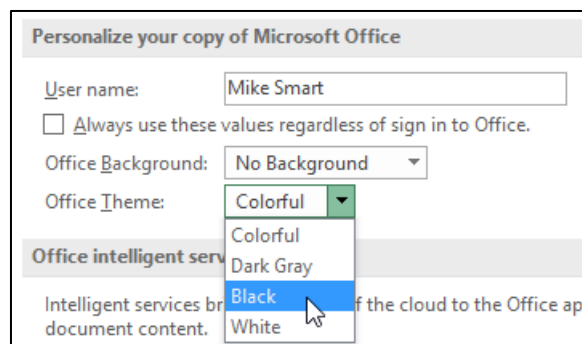 Personalize your copy of Microsoft Office
User name: Mike Smart
Always use these values regardless of sign in to Office.
Office Background: No Background
Office Theme: Colorful
Colorful
Dark Gray
Black
White
Office intelligent serv
Intelligent services br f the cloud to the Office ap
document content.